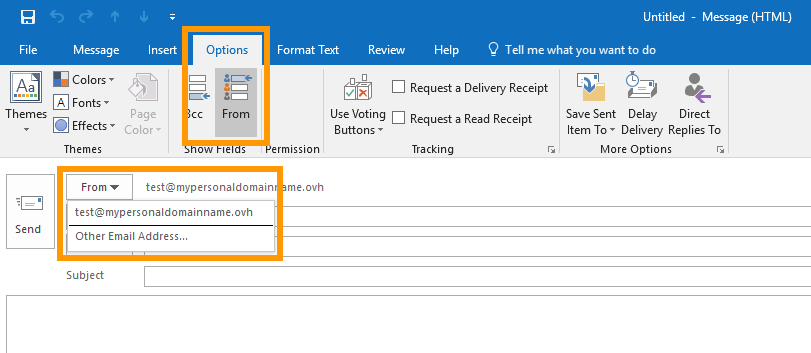 Untitled - Message (HTML)
File Message Insert Options Format Text Review Help Tell me what you want to do
Aa
Themes
Colors
Fonts
Effects
Page
Color
Themes
Bcc
From
Show Fields
Permission
Use Voting
Buttons
Request a Delivery Receipt
Request a Read Receipt
Tracking
Save Sent
Item To
Delay
Delivery
Direct
Replies To
More Options
Send
From test@mypersonaldomainname.ovh
test@mypersonaldomainname.ovh
Other Email Address...
Subject